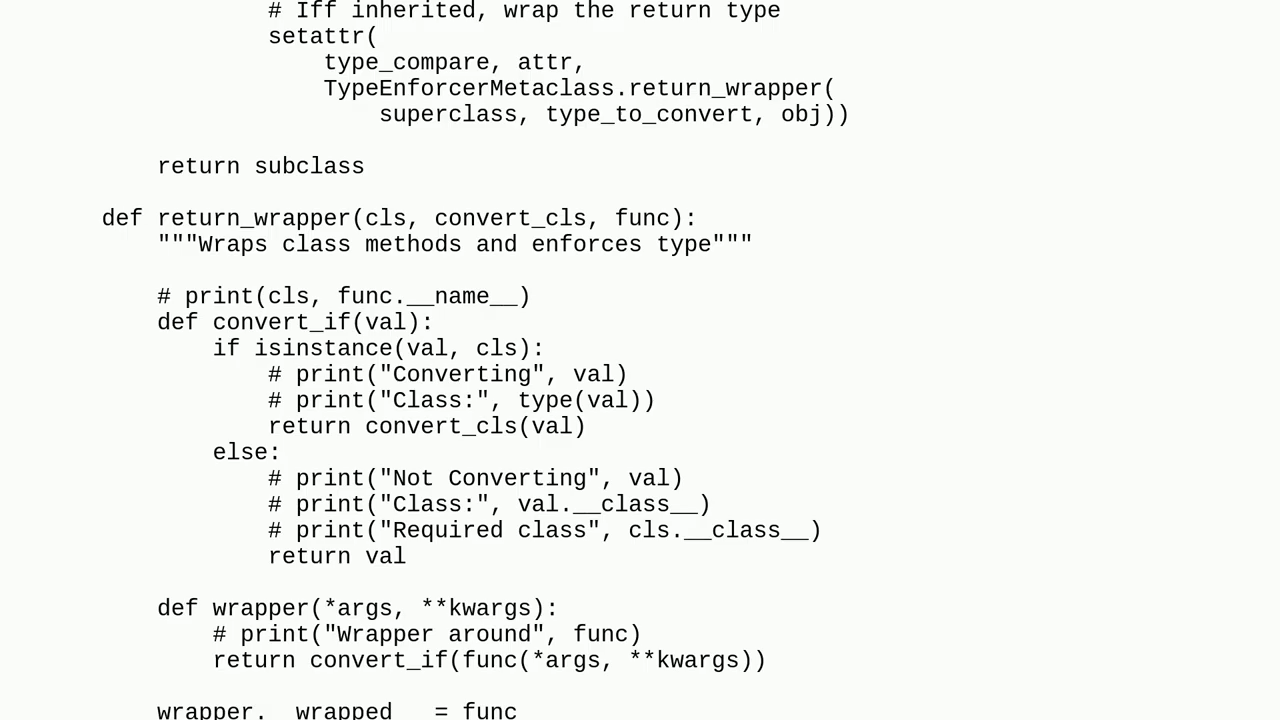 # Iff inherited, wrap the return type
setattr(
type_compare, attr,
TypeEnforcerMetaclass.return_wrapper(
superclass, type_to_convert, obj))
return subclass
def return_wrapper(cls, convert_cls, func):
"""Wraps class methods and enforces type"""
# print(cls, func.__name__)
def convert_if(val):
if isinstance(val, cls):
# print("Converting", val)
# print("Class:", type(val))
return convert_cls(val)
else:
# print("Not Converting", val)
# print("Class:", val.__class__)
# print("Required class", cls.__class__)
return val
def wrapper(*args, **kwargs):
# print("Wrapper around", func)
return convert_if(func(*args, **kwargs))
wrapper.__wrapped__ = func